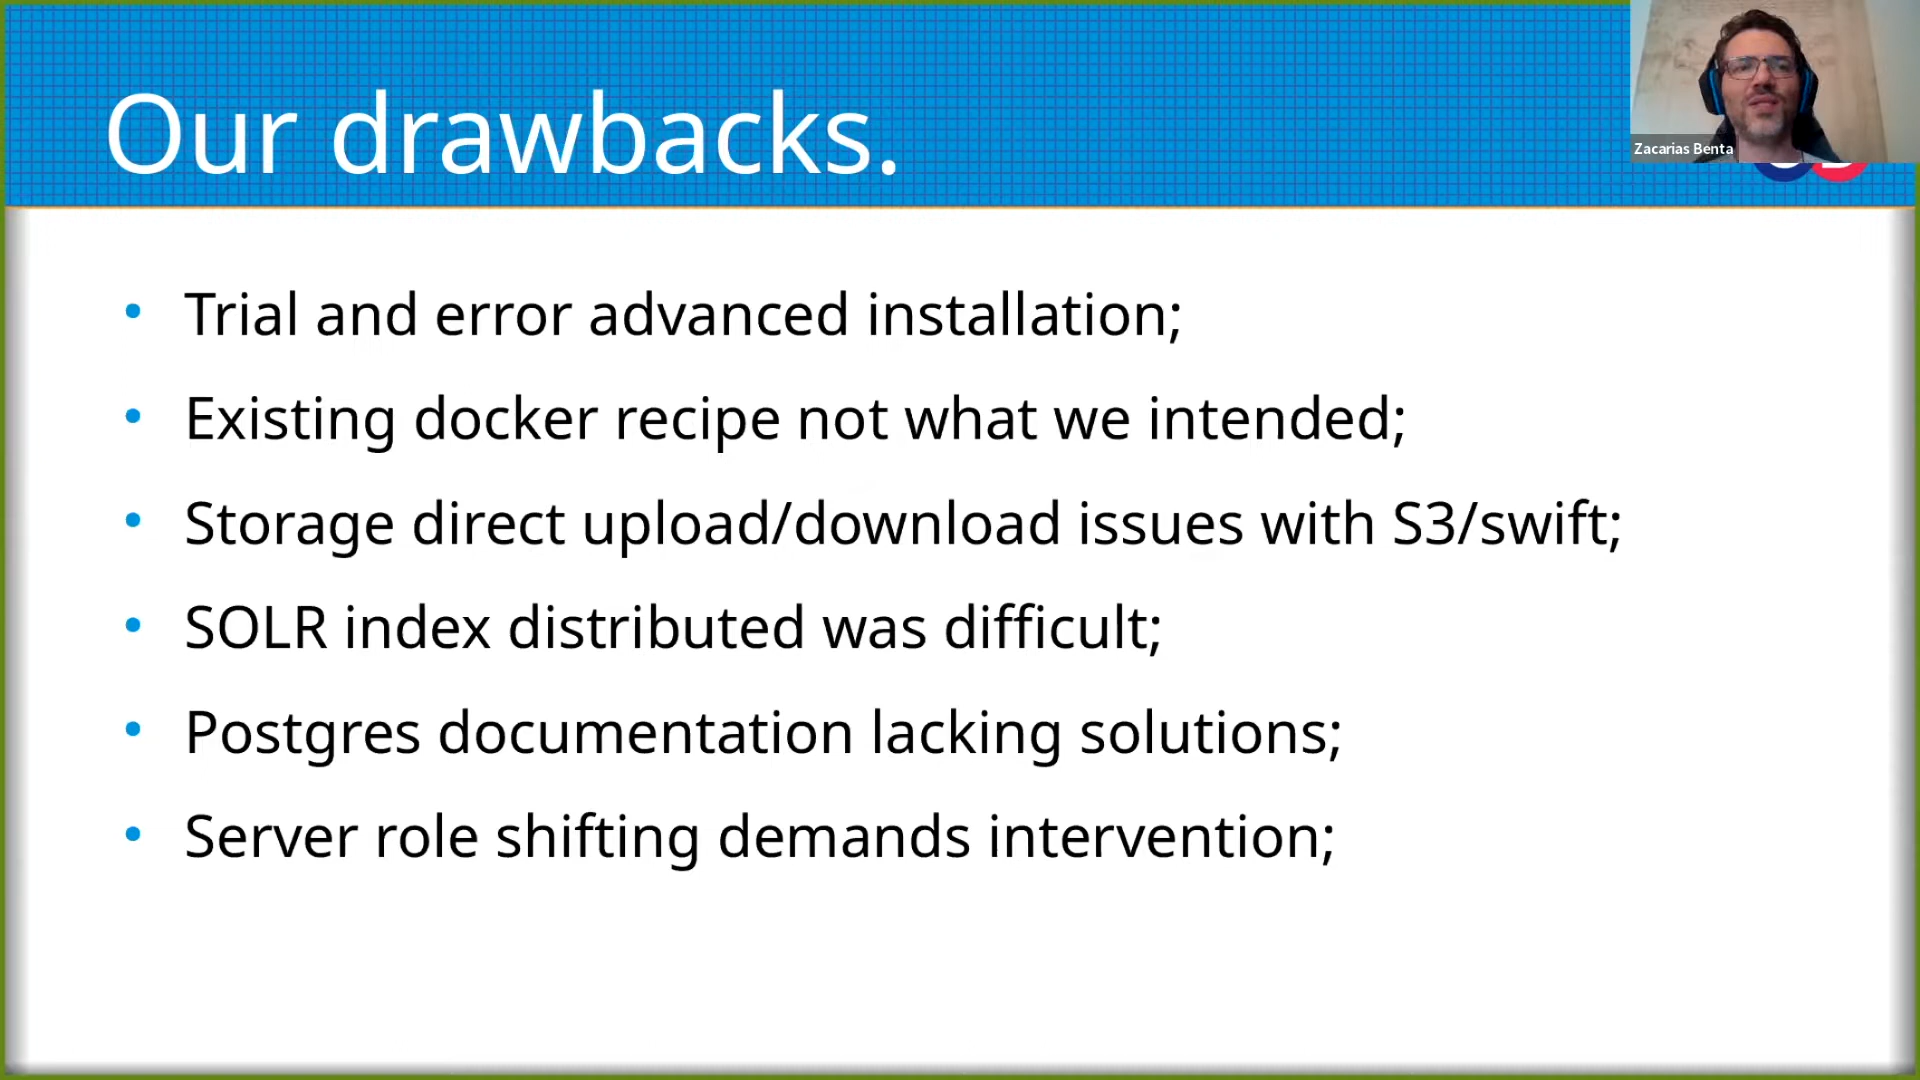 Our drawbacks.
Zacarias Benta
• Trial and error advanced installation;
• Existing docker recipe not what we intended;
• Storage direct upload/download issues with S3/swift;
• SOLR index distributed was difficult;
• Postgres documentation lacking solutions;
• Server role shifting demands intervention;